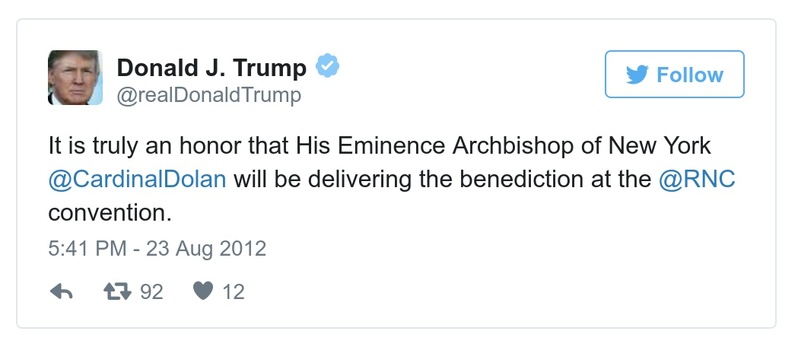 Donald J. Trump
@realDonaldTrump
Follow
It is truly an honor that His Eminence Archbishop of New York
@CardinalDolan will be delivering the benediction at the @RNC
convention.
5:41 PM - 23 Aug 2012
92 12